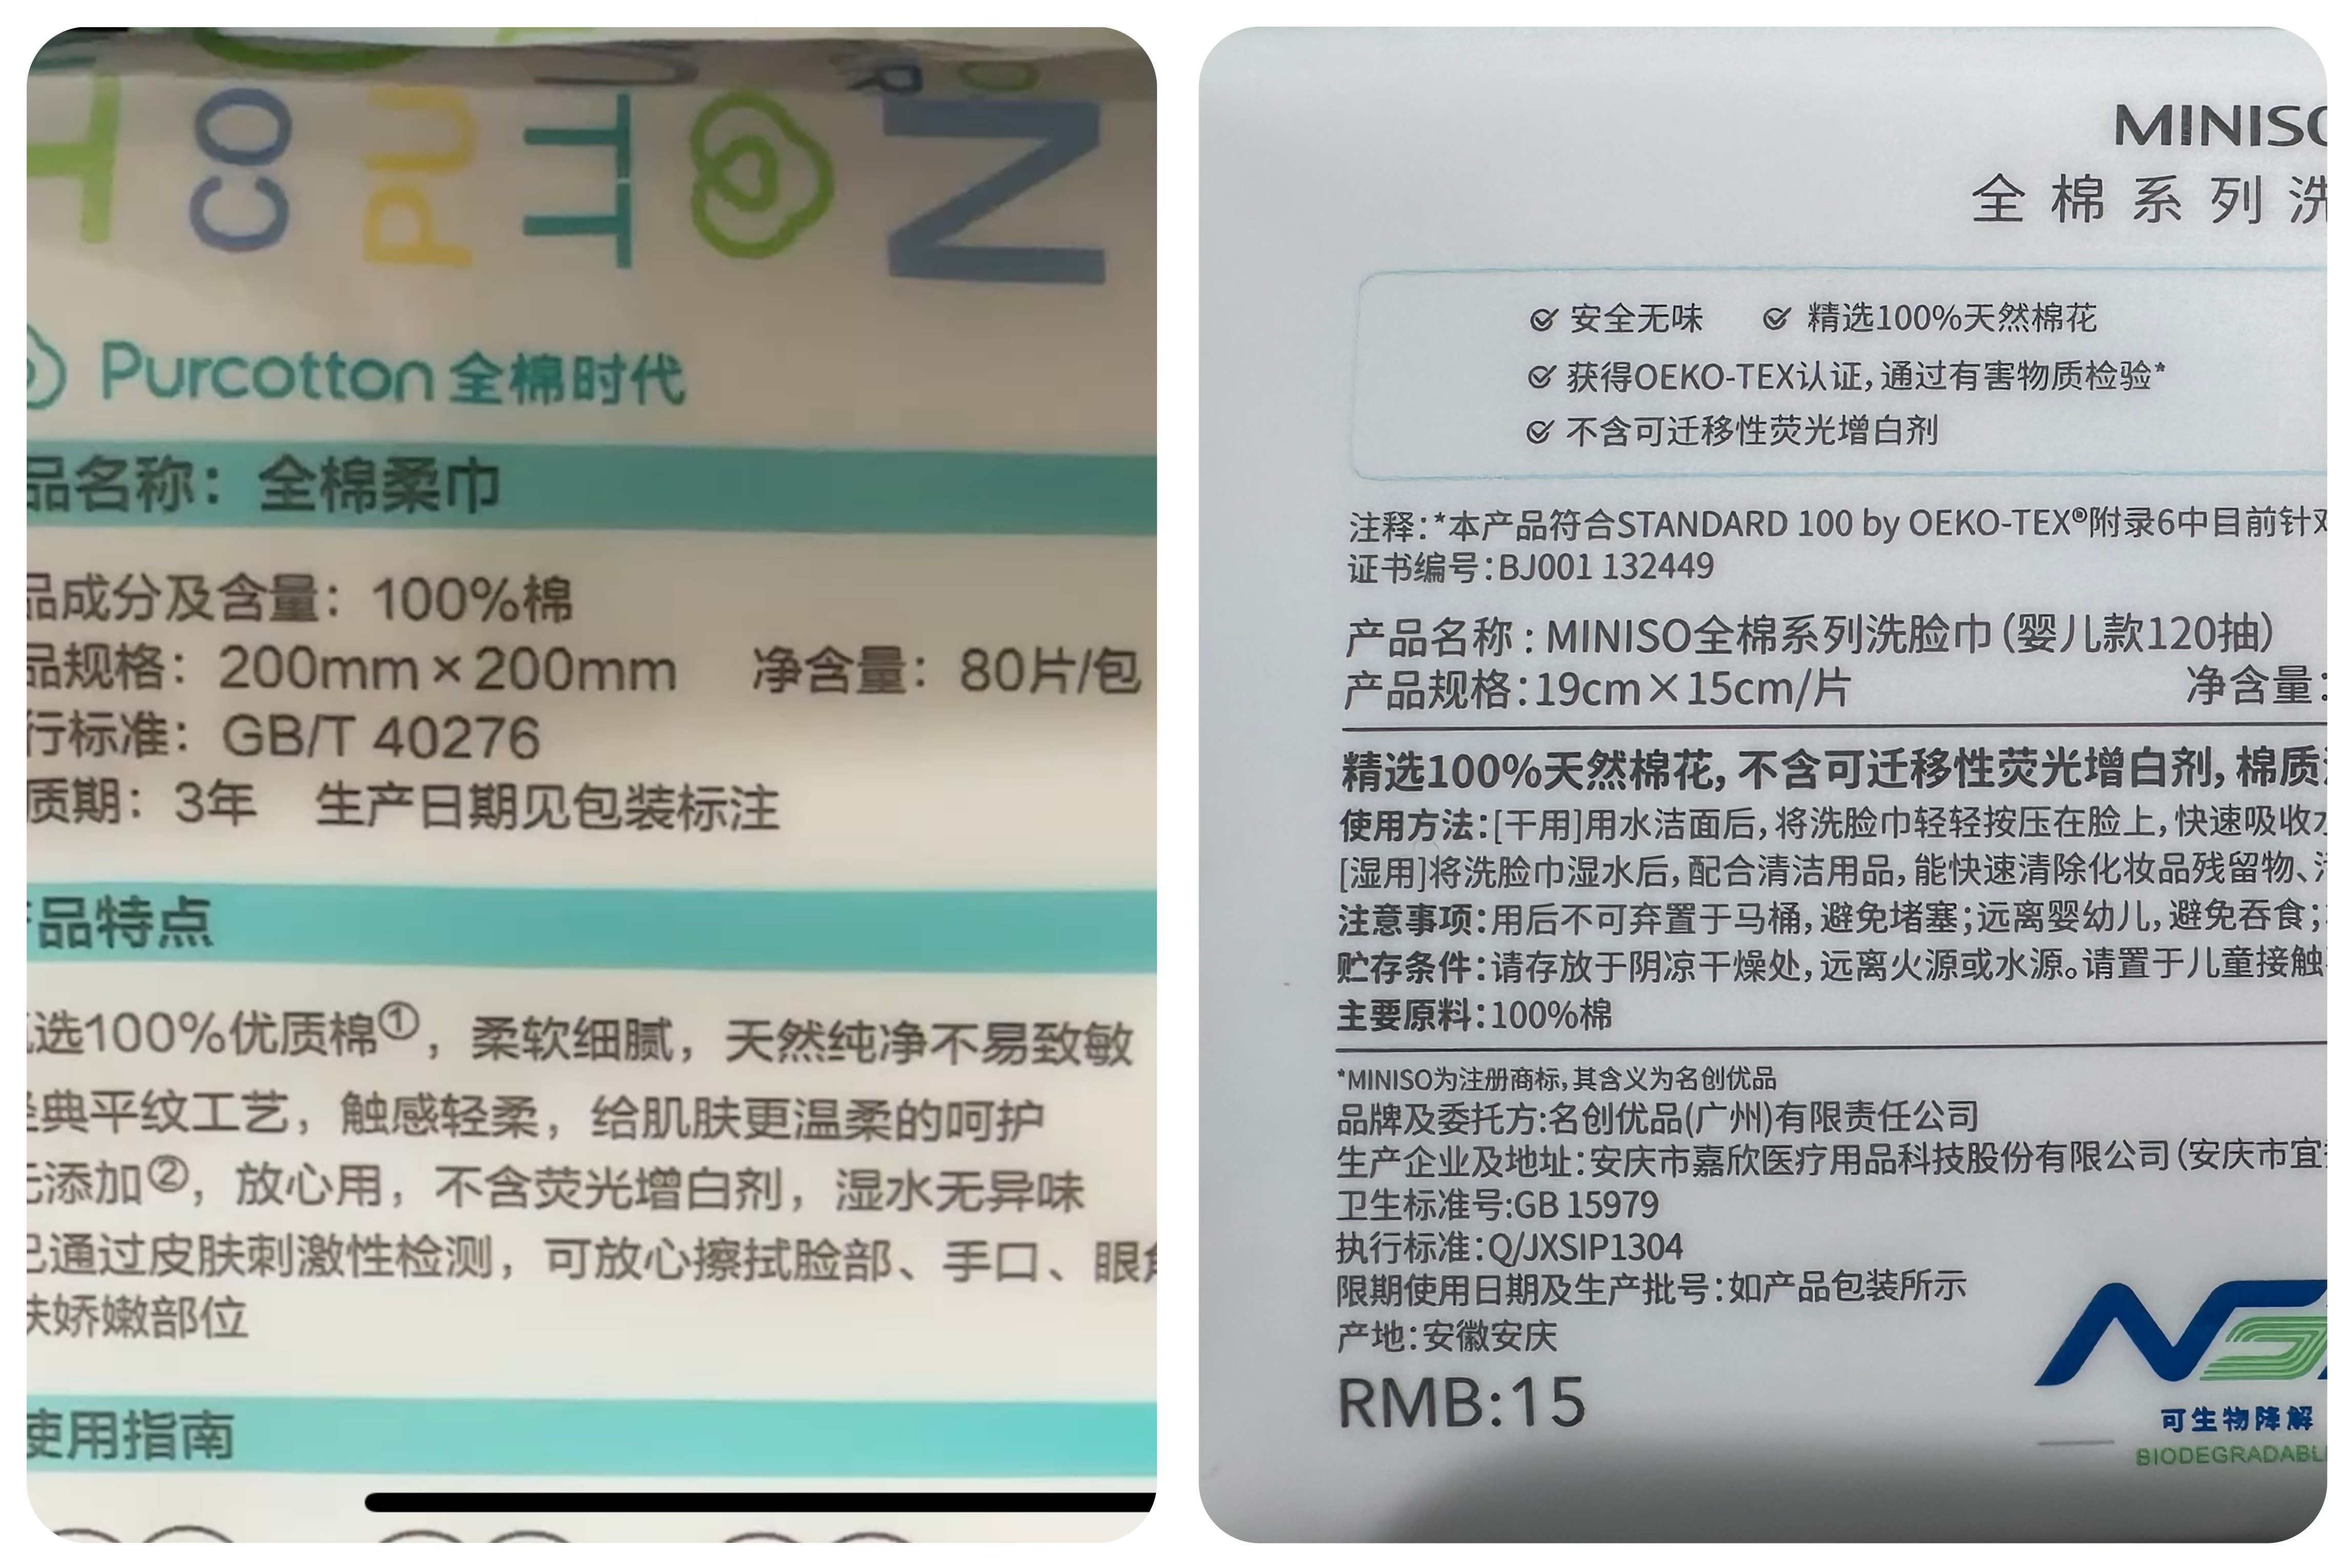 CO
PU
TT
N
Purcotton 全棉时代
品名称：全棉柔巾
品成分及含量：100%棉
品规格：200mm×200mm 净含量：80片/包
行标准：GB/T 40276
质期：3年 生产日期见包装标注
品特点
选100%优质棉①，柔软细腻，天然纯净不易致敏
典平纹工艺，触感轻柔，给肌肤更温柔的呵护
添加②，放心用，不含荧光增白剂，湿水无异味
通过皮肤刺激性检测，可放心擦拭脸部、手口、眼角
娇嫩部位
使用指南
MINISO
全棉系列洗
安全无味 精选100%天然棉花
获得OEKO-TEX认证，通过有害物质检验*
不含可迁移性荧光增白剂
注释：*本产品符合STANDARD 100 by OEKO-TEX®附录6中目前针对
证书编号：BJ001 132449
产品名称：MINISO全棉系列洗脸巾（婴儿款120抽）
产品规格：19cm×15cm/片 净含量：
精选100%天然棉花，不含可迁移性荧光增白剂，棉质
使用方法：[干用]用水洁面后，将洗脸巾轻轻按压在脸上，快速吸收水
[湿用]将洗脸巾湿水后，配合清洁用品，能快速清除化妆品残留物、
注意事项：用后不可弃置于马桶，避免堵塞；远离婴幼儿，避免吞食；
贮存条件：请存放于阴凉干燥处，远离火源或水源。请置于儿童接触
主要原料：100%棉
*MINISO为注册商标，其含义为名创优品
品牌及委托方：名创优品(广州)有限责任公司
生产企业及地址：安庆市嘉欣医疗用品科技股份有限公司（安庆市宜
卫生标准号：GB 15979
执行标准：Q/JXSIP1304
限期使用日期及生产批号：如产品包装所示
产地：安徽安庆
RMB:15
可生物降解
BIODEGRADABL